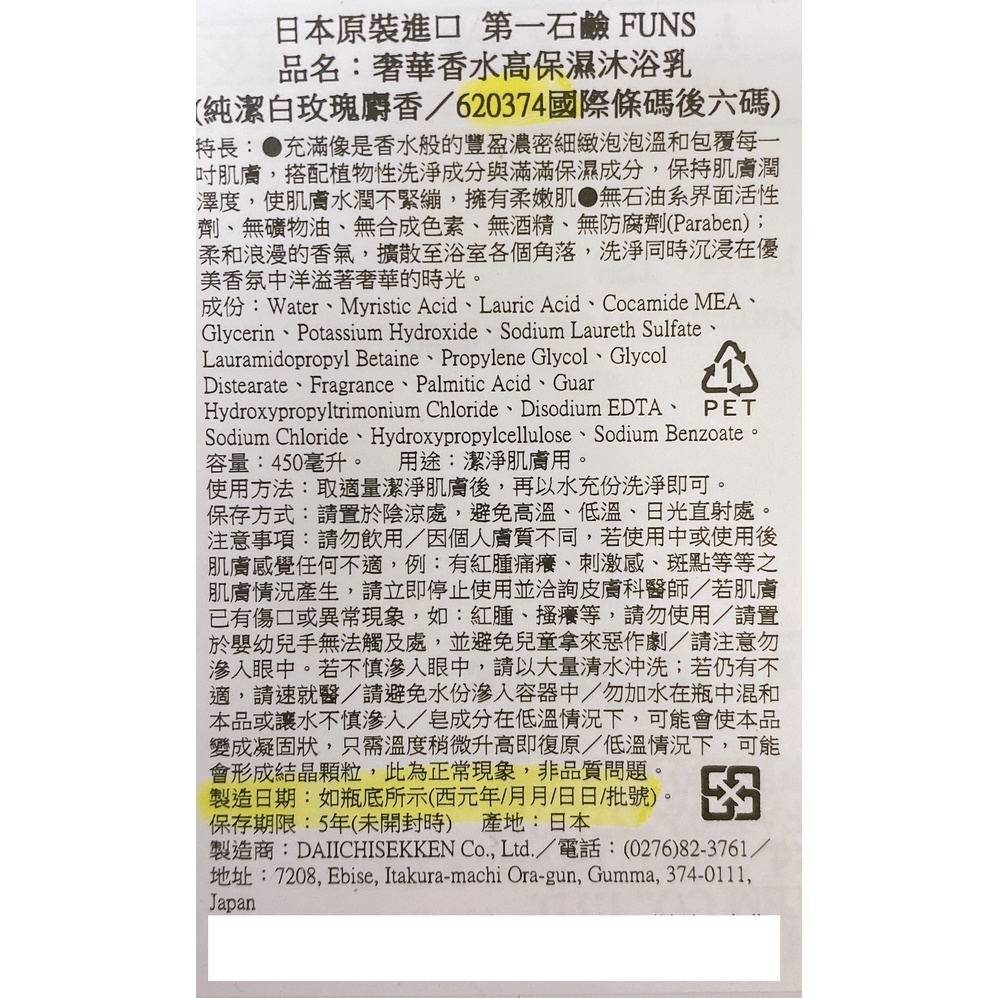 日本原裝進口 第一石鹼 FUNS
品名：奢華香水高保濕沐浴乳
(純潔白玫瑰麝香／620374國際條碼後六碼)
特長：●充滿像是香水般的豐盈濃密細緻泡泡溫和包覆每一
吋肌膚，搭配植物性洗淨成分與滿滿保濕成分，保持肌膚潤
澤度，使肌膚水潤不緊繃，擁有柔嫩肌●無石油系界面活性
劑、無礦物油、無合成色素、無酒精、無防腐劑(Paraben)；
柔和浪漫的香氣，擴散至浴室各個角落，洗淨同時沉浸在優
美香氛中洋溢著奢華的時光。
成份：Water、Myristic Acid、Lauric Acid、Cocamide MEA、
Glycerin、Potassium Hydroxide、Sodium Laureth Sulfate、
Lauramidopropyl Betaine、Propylene Glycol、Glycol
Distearate、Fragrance、Palmitic Acid、Guar
Hydroxypropyltrimonium Chloride、Disodium EDTA、
Sodium Chloride、Hydroxypropylcellulose、Sodium Benzoate。
1
PET
容量：450毫升。 用途：潔淨肌膚用。
使用方法：取適量潔淨肌膚後，再以水充份洗淨即可。
保存方式：請置於陰涼處，避免高溫、低溫、日光直射處。
注意事項：請勿飲用／因個人膚質不同，若使用中或使用後
肌膚感覺任何不適，例：有紅腫痛癢、刺激感、斑點等等之
肌膚情況產生，請立即停止使用並洽詢皮膚科醫師／若肌膚
已有傷口或異常現象，如：紅腫、搔癢等，請勿使用／請置
於嬰幼兒手無法觸及處，並避免兒童拿來惡作劇／請注意勿
滲入眼中。若不慎滲入眼中，請以大量清水沖洗；若仍有不
適，請速就醫／請避免水份滲入容器中／勿加水在瓶中混和
本品或讓水不慎滲入／皂成分在低溫情況下，可能會使本品
變成凝固狀，只需溫度稍微升高即復原／低溫情況下，可能
會形成結晶顆粒，此為正常現象，非品質問題。
製造日期：如瓶底所示(西元年/月月/日日/批號)。
保存期限：5年(未開封時) 產地：日本
製造商：DAIICHISEKKEN Co., Ltd.／電話：(0276)82-3761／
地址：7208, Ebise, Itakura-machi Ora-gun, Gumma, 374-0111,
Japan